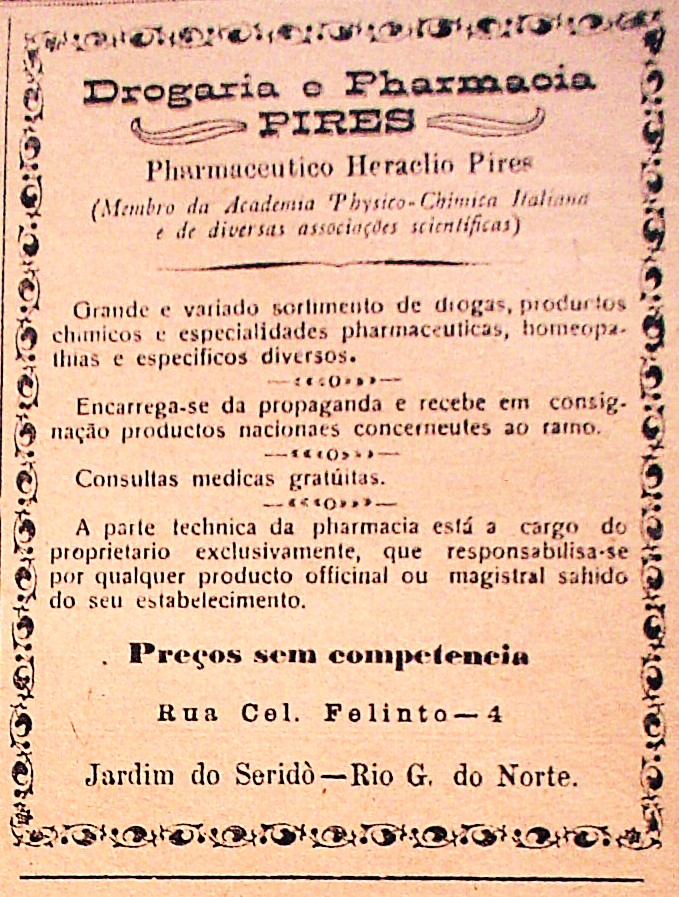 Drogaria e Pharmacia
PIRES
Pharmaceutico Heraclio Pires
(Membro da Academia Physico-Chimica Italiana
e de diversas associações scientificas)
Grande e variado sortimento de drogas, productos
chimicos e especialidades pharmaceuticas, homeopa-
thias e especificos diversos.
Encarrega-se da propaganda e recebe em consig-
nação productos nacionaes concerneutes ao ramo.
Consultas medicas gratúitas.
A parte technica da pharmacia está a cargo do
proprietario exclusivamente, que responsabilisa-se
por qualquer producto officinal ou magistral sahido
do seu estabelecimento.
Preços sem competencia
Rua Cel. Felinto—4
Jardim do Seridò—Rio G. do Norte.